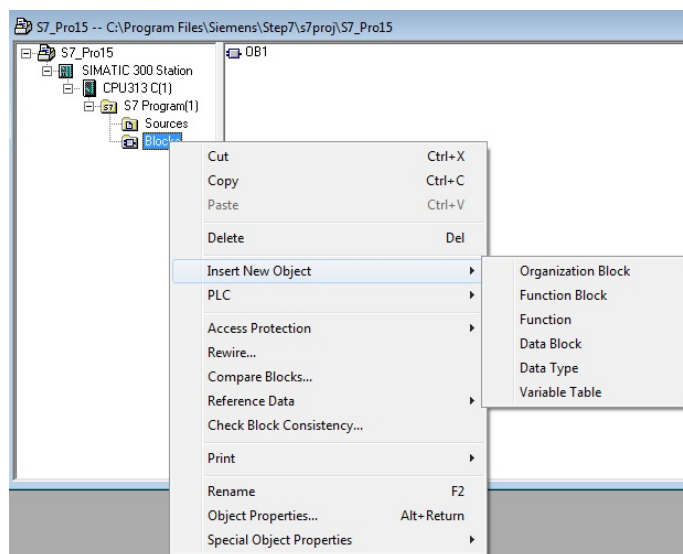 S7_Pro15 -- C:\Program Files\Siemens\Step7\s7proj\S7_Pro15
S7_Pro15
SIMATIC 300 Station
CPU313 C(1)
S7 Program(1)
Sources
Blocks
OB1
Cut Ctrl+X
Copy Ctrl+C
Paste Ctrl+V
Delete Del
Insert New Object
PLC
Access Protection
Rewire...
Compare Blocks...
Reference Data
Check Block Consistency...
Print
Rename F2
Object Properties... Alt+Return
Special Object Properties
Organization Block
Function Block
Function
Data Block
Data Type
Variable Table